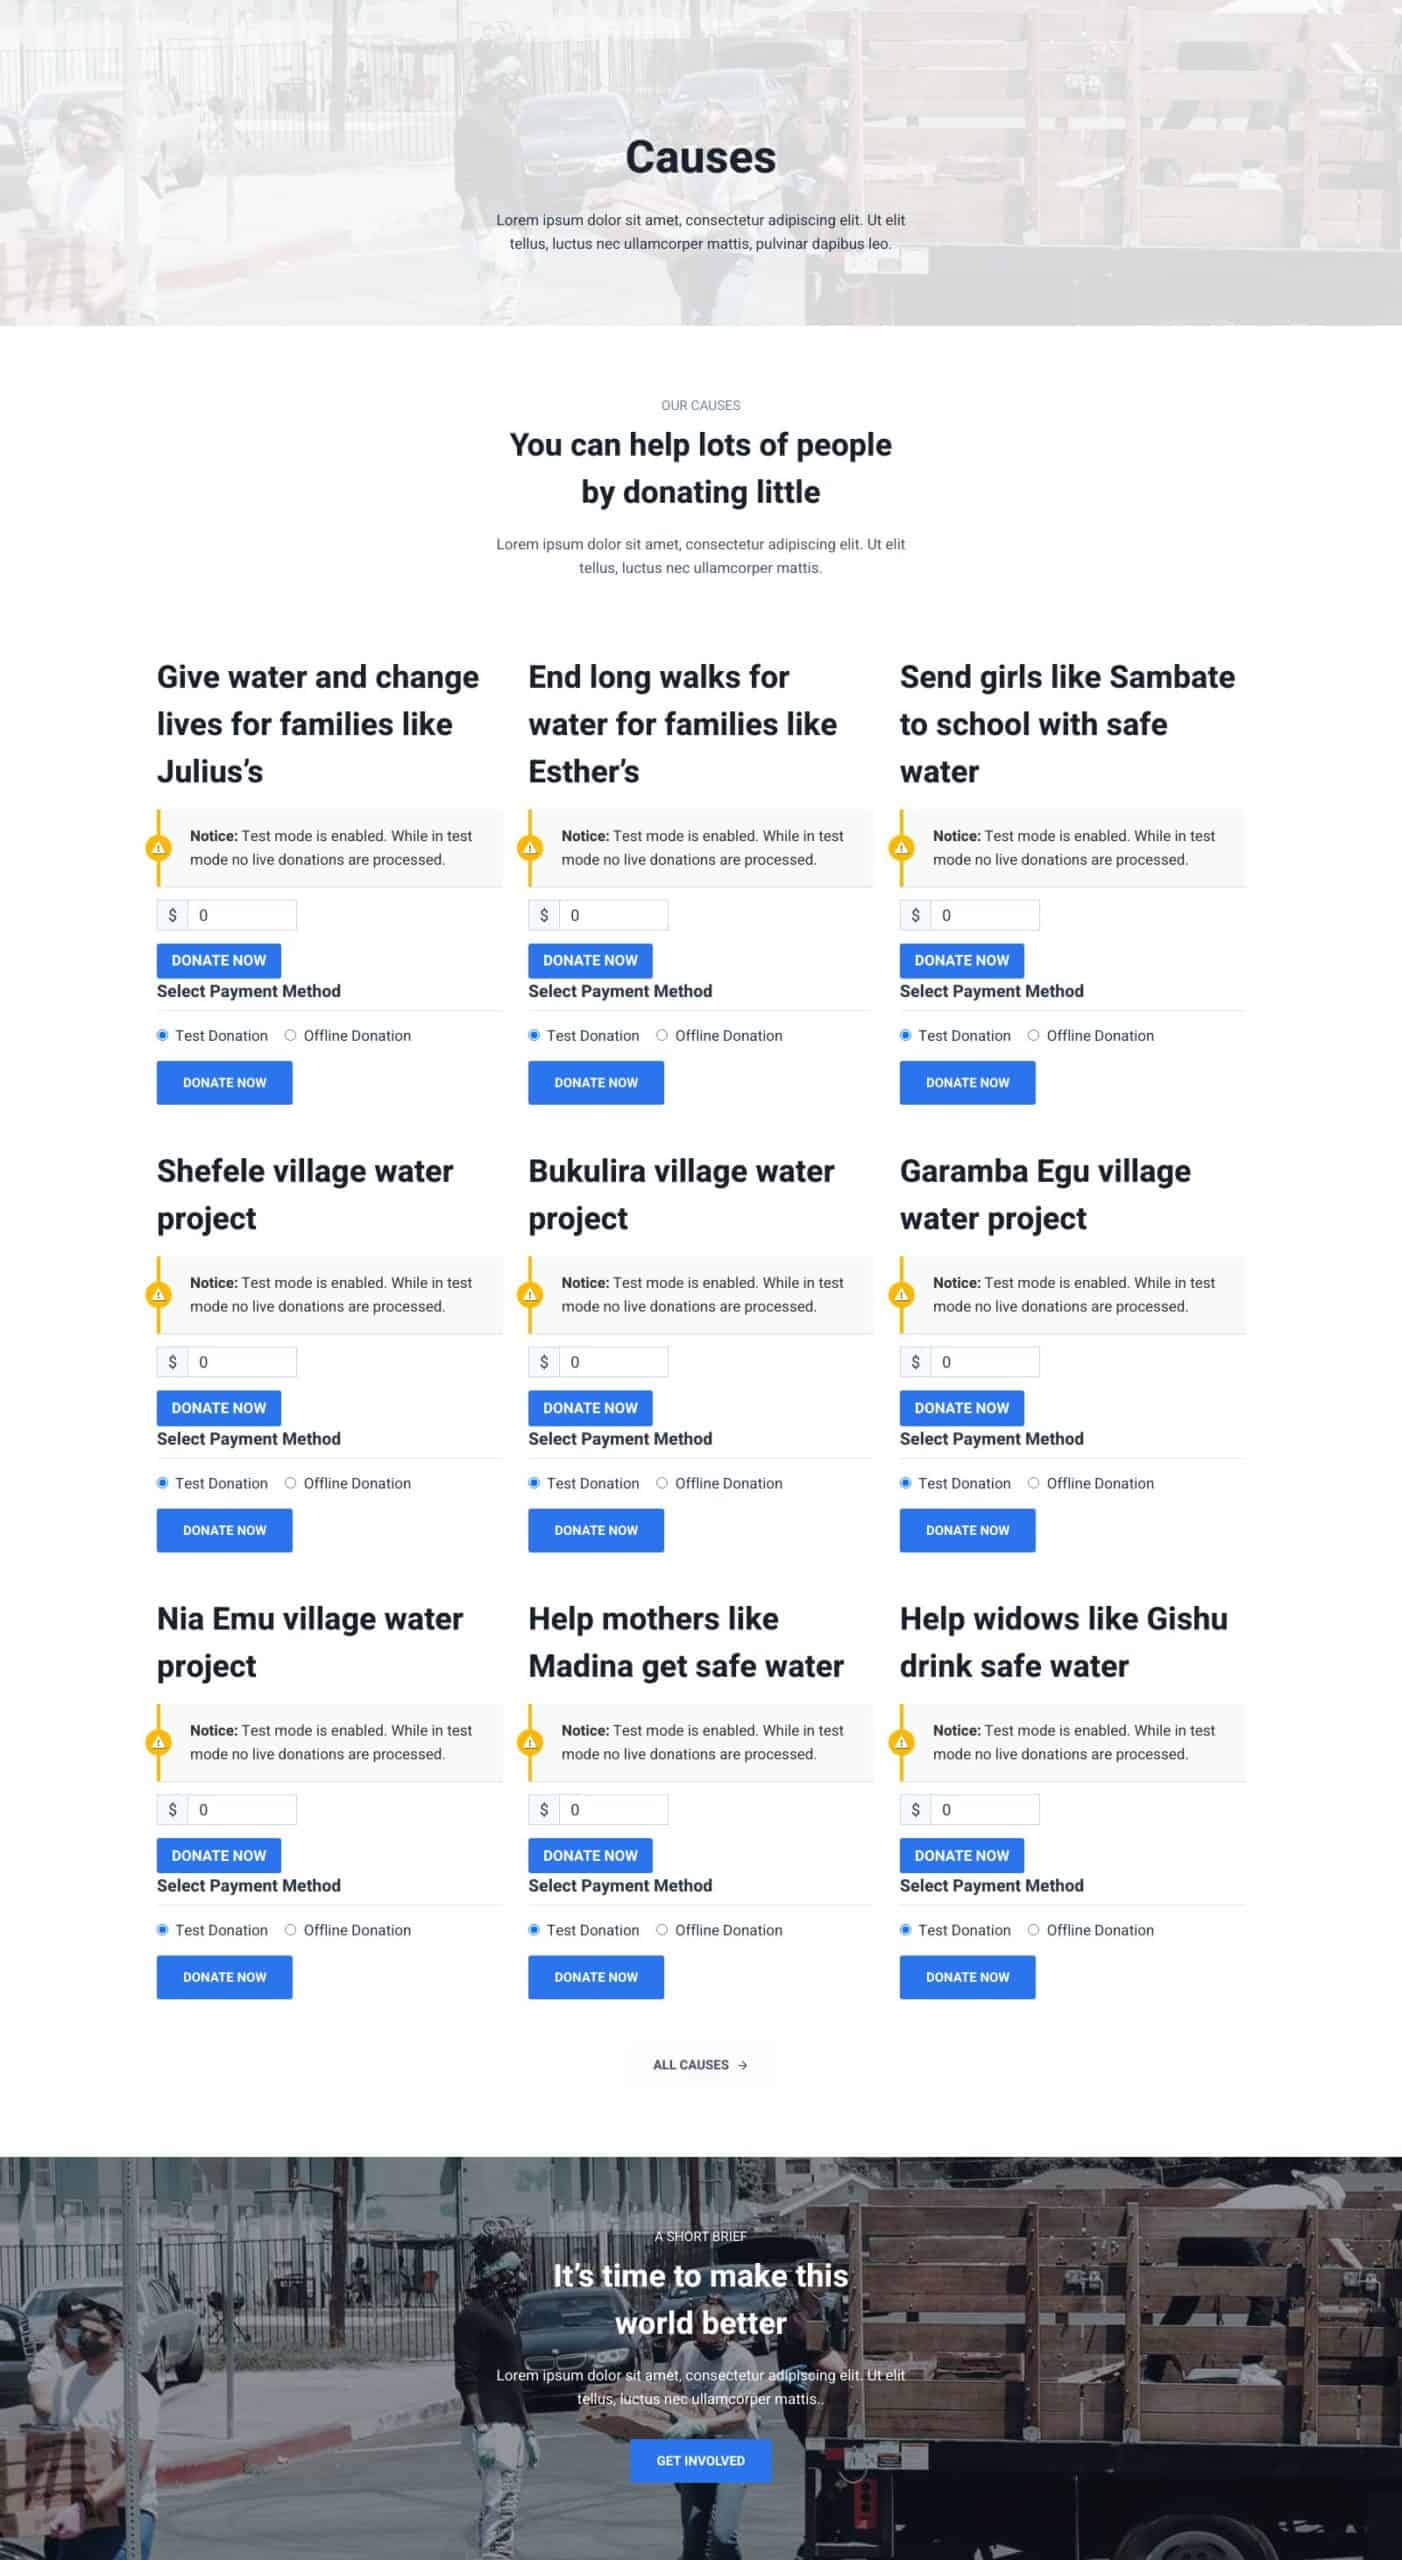 Causes
Lorem ipsum dolor sit amet, consectetur adipiscing elit. Ut elit
tellus, luctus nec ullamcorper mattis, pulvinar dapibus leo.
OUR CAUSES
You can help lots of people
by donating little
Lorem ipsum dolor sit amet, consectetur adipiscing elit. Ut elit
tellus, luctus nec ullamcorper mattis.
Give water and change
lives for families like
Julius’s
Notice: Test mode is enabled. While in test
mode no live donations are processed.
$ 0
DONATE NOW
Select Payment Method
Test Donation Offline Donation
DONATE NOW
End long walks for
water for families like
Esther’s
Notice: Test mode is enabled. While in test
mode no live donations are processed.
$ 0
DONATE NOW
Select Payment Method
Test Donation Offline Donation
DONATE NOW
Send girls like Sambate
to school with safe
water
Notice: Test mode is enabled. While in test
mode no live donations are processed.
$ 0
DONATE NOW
Select Payment Method
Test Donation Offline Donation
DONATE NOW
Shefele village water
project
Notice: Test mode is enabled. While in test
mode no live donations are processed.
$ 0
DONATE NOW
Select Payment Method
Test Donation Offline Donation
DONATE NOW
Bukulira village water
project
Notice: Test mode is enabled. While in test
mode no live donations are processed.
$ 0
DONATE NOW
Select Payment Method
Test Donation Offline Donation
DONATE NOW
Garamba Egu village
water project
Notice: Test mode is enabled. While in test
mode no live donations are processed.
$ 0
DONATE NOW
Select Payment Method
Test Donation Offline Donation
DONATE NOW
Nia Emu village water
project
Notice: Test mode is enabled. While in test
mode no live donations are processed.
$ 0
DONATE NOW
Select Payment Method
Test Donation Offline Donation
DONATE NOW
Help mothers like
Madina get safe water
Notice: Test mode is enabled. While in test
mode no live donations are processed.
$ 0
DONATE NOW
Select Payment Method
Test Donation Offline Donation
DONATE NOW
Help widows like Gishu
drink safe water
Notice: Test mode is enabled. While in test
mode no live donations are processed.
$ 0
DONATE NOW
Select Payment Method
Test Donation Offline Donation
DONATE NOW
ALL CAUSES →
A SHORT BRIEF
It’s time to make this
world better
Lorem ipsum dolor sit amet, consectetur adipiscing elit. Ut elit
tellus, luctus nec ullamcorper mattis..
GET INVOLVED